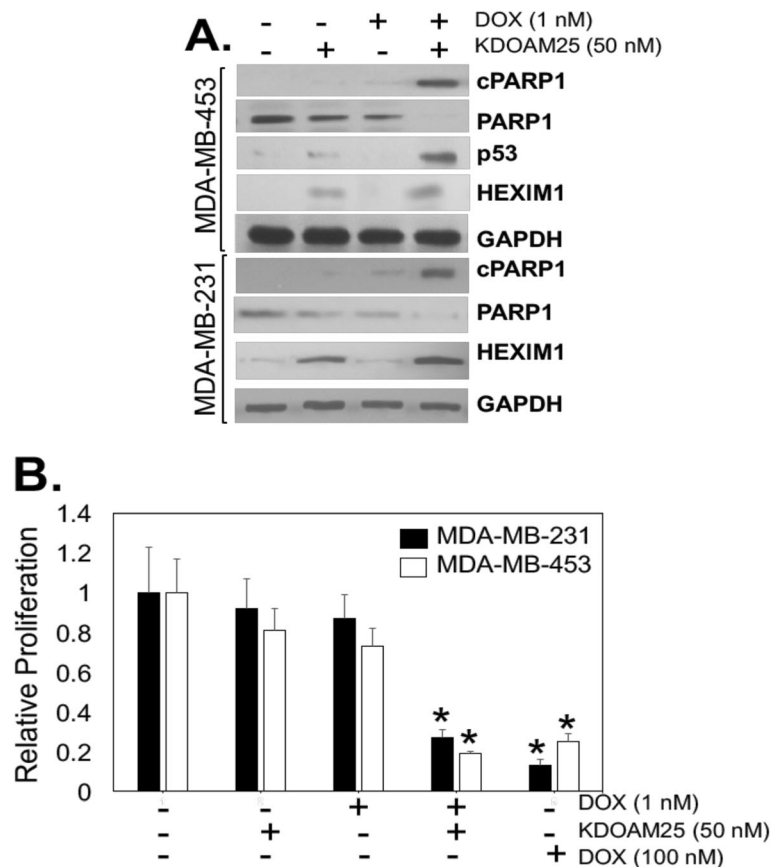 A.
- - + + DOX (1 nM)
- + - + KDOAM25 (50 nM)
MDA-MB-453
cPARP1
PARP1
p53
HEXIM1
GAPDH
MDA-MB-231
cPARP1
PARP1
HEXIM1
GAPDH
B.
Relative Proliferation
1.4
1.2
1
0.8
0.6
0.4
0.2
0
MDA-MB-231
MDA-MB-453
* * * *
- - + + - DOX (1 nM)
- + - + - KDOAM25 (50 nM)
- - - - + DOX (100 nM)